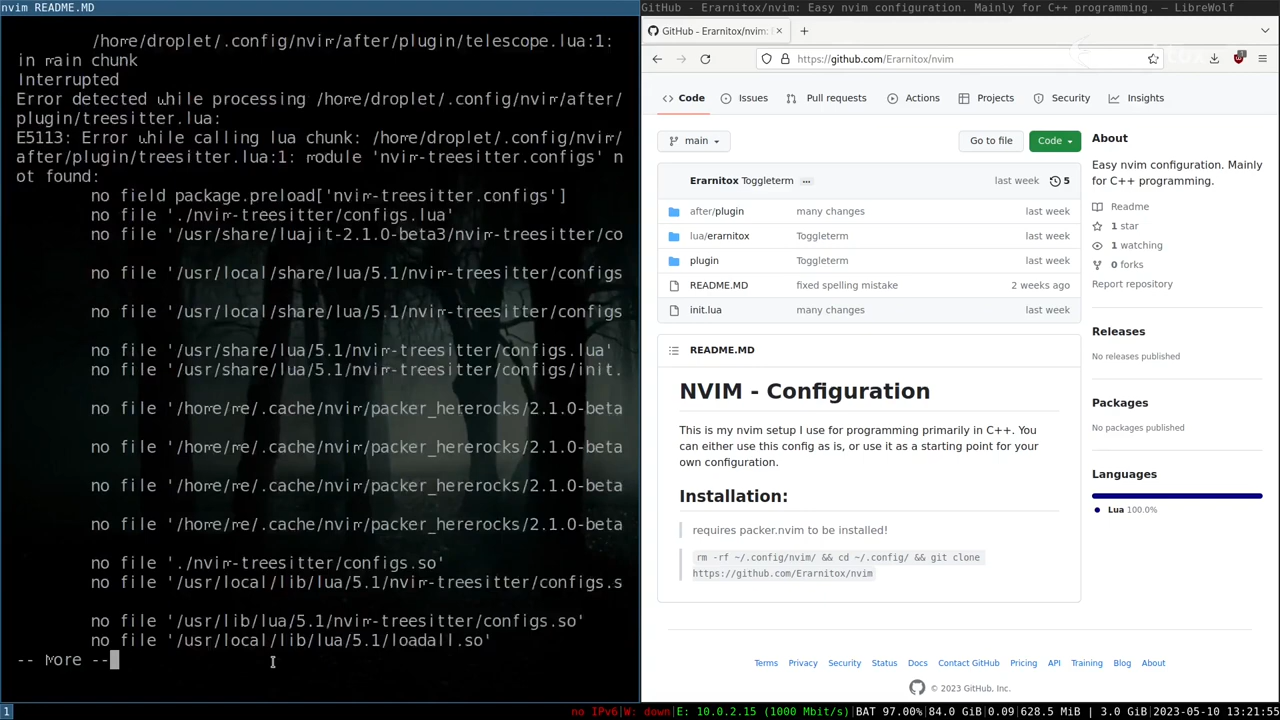 nvim README.MD
GitHub - Erarnitox/nvim: Easy nvim configuration. Mainly for C++ programming. — LibreWolf
/home/droplet/.config/nvim/after/plugin/telescope.lua:1:
in main chunk
Interrupted
Error detected while processing /home/droplet/.config/nvim/after/
plugin/treesitter.lua:
E5113: Error while calling lua chunk: /home/droplet/.config/nvim/
after/plugin/treesitter.lua:1: module 'nvim-treesitter.configs' n
ot found:
no field package.preload['nvim-treesitter.configs']
no file './nvim-treesitter/configs.lua'
no file '/usr/share/luajit-2.1.0-beta3/nvim-treesitter/co
no file '/usr/local/share/lua/5.1/nvim-treesitter/configs
no file '/usr/local/share/lua/5.1/nvim-treesitter/configs
no file '/usr/share/lua/5.1/nvim-treesitter/configs.lua'
no file '/usr/share/lua/5.1/nvim-treesitter/configs/init.
no file '/home/me/.cache/nvim/packer_hererocks/2.1.0-beta
no file '/home/me/.cache/nvim/packer_hererocks/2.1.0-beta
no file '/home/me/.cache/nvim/packer_hererocks/2.1.0-beta
no file '/home/me/.cache/nvim/packer_hererocks/2.1.0-beta
no file './nvim-treesitter/configs.so'
no file '/usr/local/lib/lua/5.1/nvim-treesitter/configs.s
no file '/usr/lib/lua/5.1/nvim-treesitter/configs.so'
no file '/usr/local/lib/lua/5.1/loadall.so'
-- More --
GitHub - Erarnitox/nvim: E
https://github.com/Erarnitox/nvim
1
Code
Issues
Pull requests
Actions
Projects
Security
Insights
main
Go to file
Code
Erarnitox Toggleterm ... last week 5
after/plugin many changes last week
lua/erarnitox Toggleterm last week
plugin Toggleterm last week
README.MD fixed spelling mistake 2 weeks ago
init.lua many changes last week
README.MD
NVIM - Configuration
This is my nvim setup I use for programming primarily in C++. You
can either use this config as is, or use it as a starting point for your
own configuration.
Installation:
requires packer.nvim to be installed!
rm -rf ~/.config/nvim/ && cd ~/.config/ && git clone
https://github.com/Erarnitox/nvim
About
Easy nvim configuration. Mainly
for C++ programming.
Readme
1 star
1 watching
0 forks
Report repository
Releases
No releases published
Packages
No packages published
Languages
Lua 100.0%
Terms Privacy Security Status Docs Contact GitHub Pricing API Training Blog About
© 2023 GitHub, Inc.
1
no IPv6|W: down|E: 10.0.2.15 (1000 Mbit/s)|BAT 97.00%|84.0 GiB|0.00|628.7 MiB | 3.0 GiB|2023-05-10 13:21:55